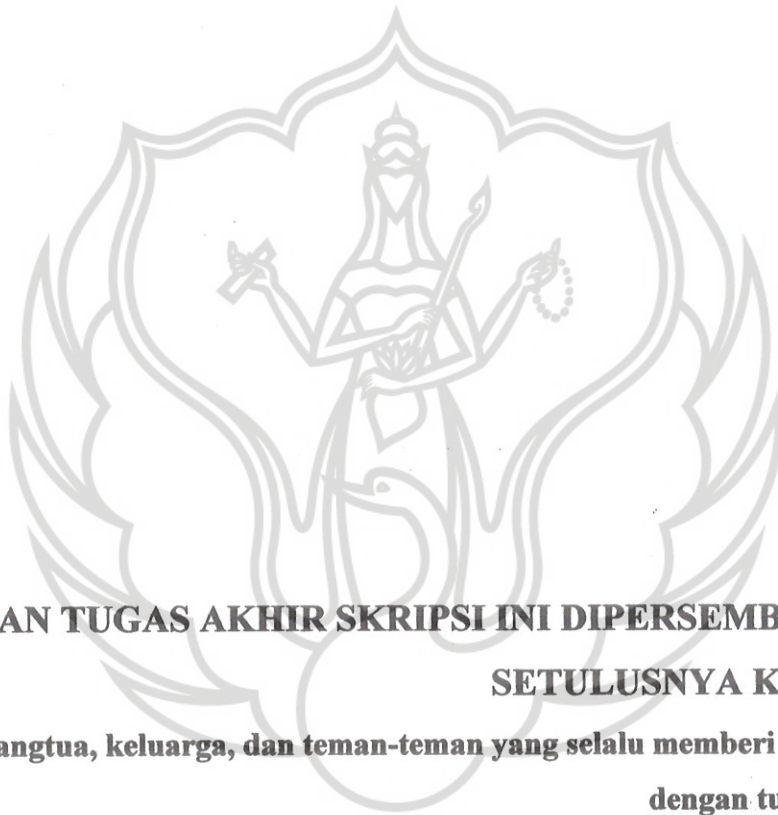 AN TUGAS AKHIR SKRIPSI INI DIPERSEMB
SETULUSNYA K
angtua, keluarga, dan teman-teman yang selalu memberi
dengan tu